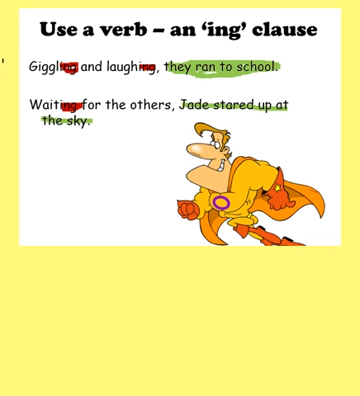 Use a verb – an ‘ing’ clause
Giggling and laughing, they ran to school.
Waiting for the others, Jade stared up at
the sky.